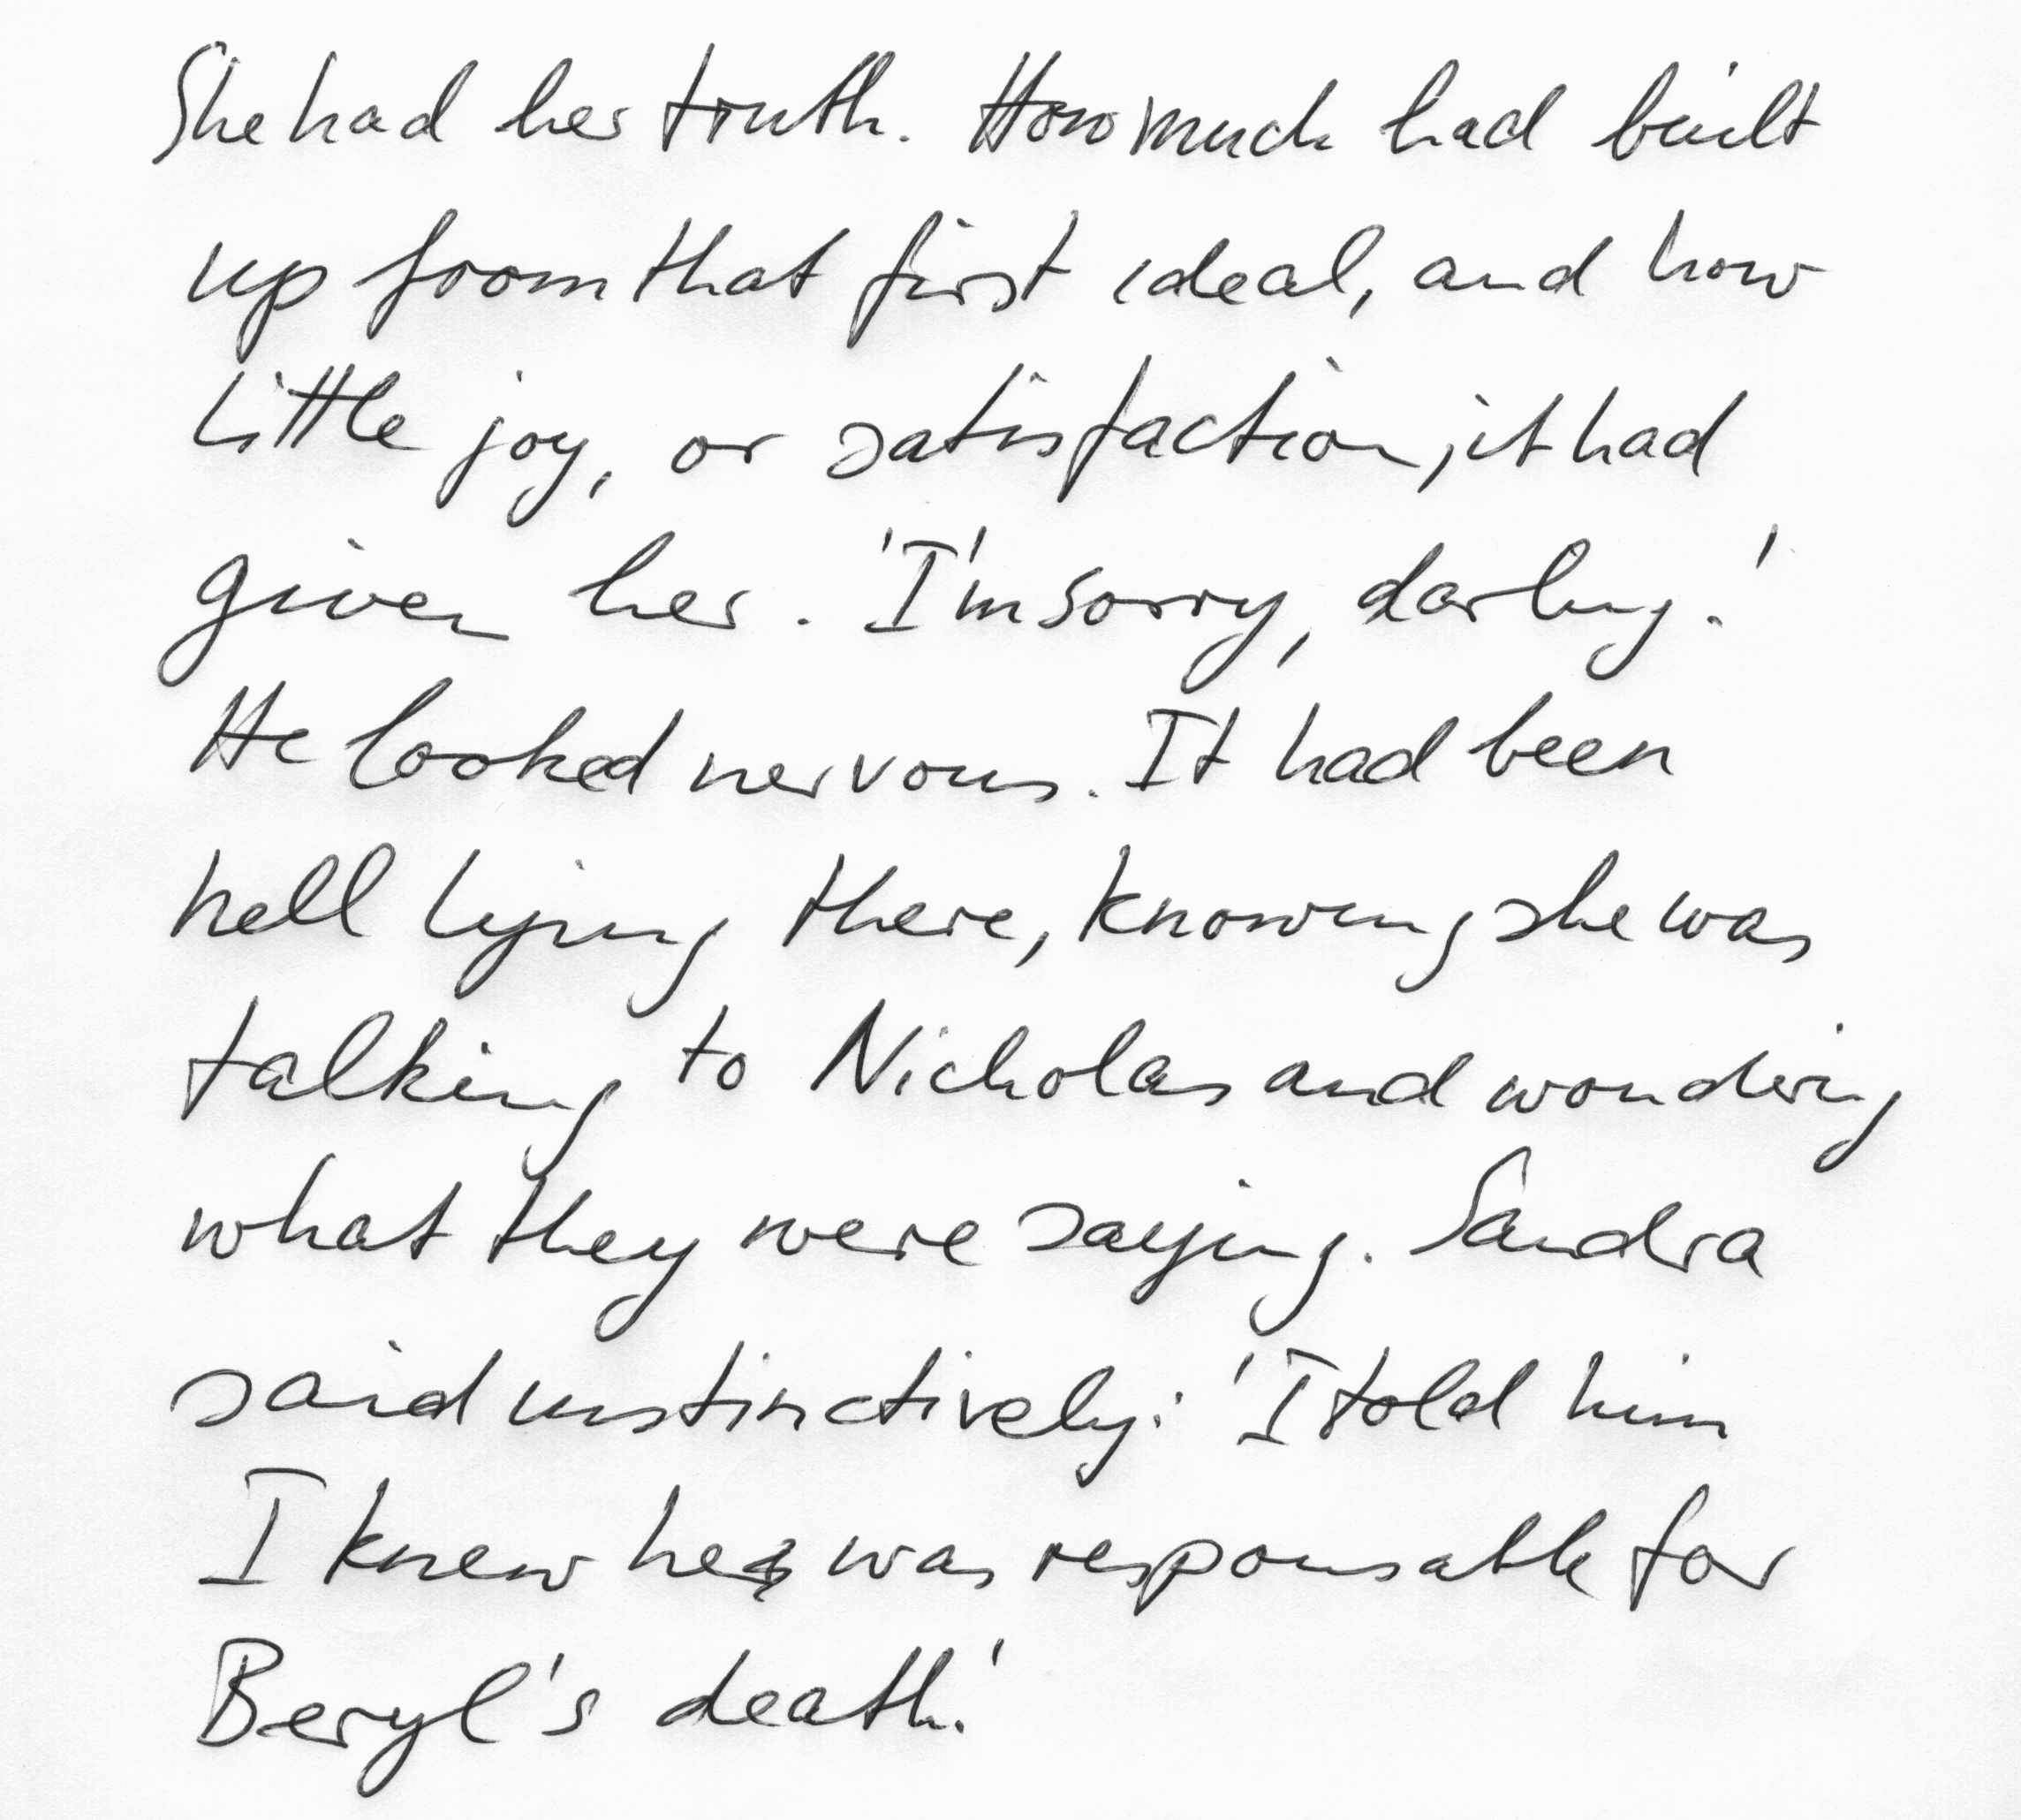 She had her truth. How much had built
up from that first ideal, and how
little joy, or satisfaction, it had
given her. 'I'm sorry, darling.'
He looked nervous. It had been
hell lying there, knowing she was
talking to Nicholas and wondering
what they were saying. Sandra
said instinctively: 'I told him
I knew he was responsable for
Beryl's death.'